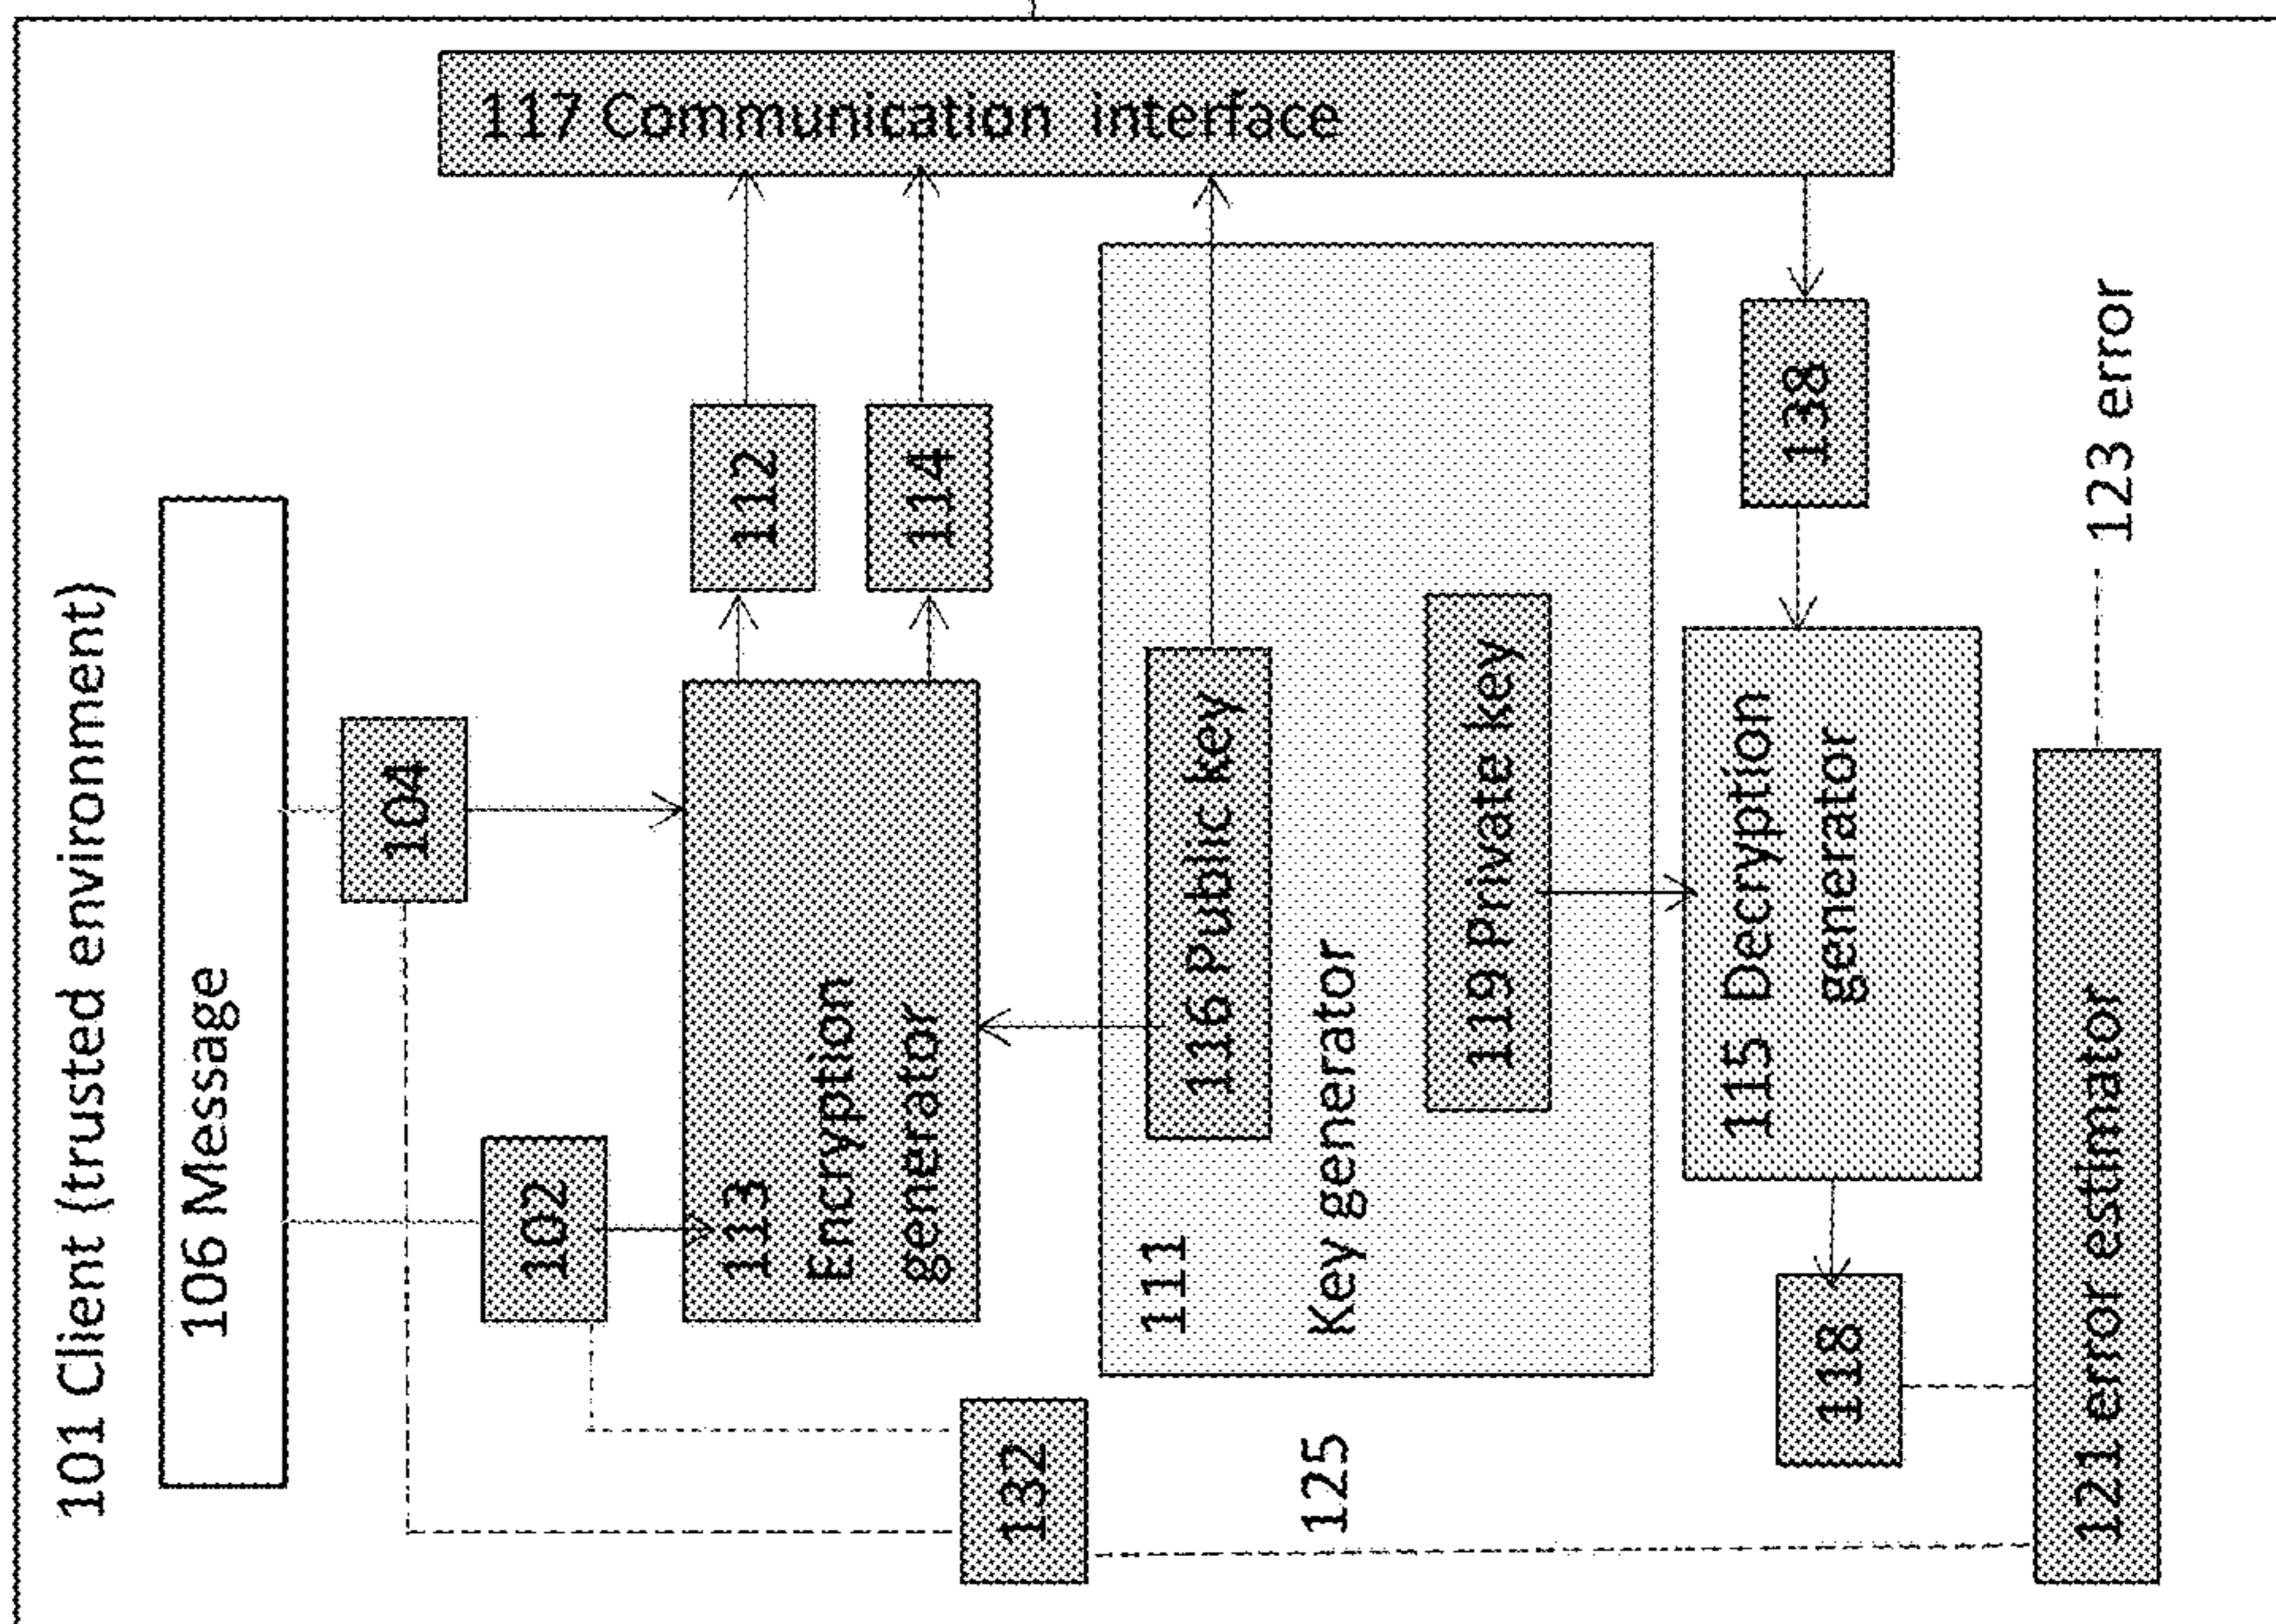 101 Client (trusted environment)
106 Message
104
102
113
Encryption
generator
112
114
117 Communication interface
132
111
116 Public key
Key generator
119 Private key
125
138
115 Decryption
generator
118
121 error estimator
123 error